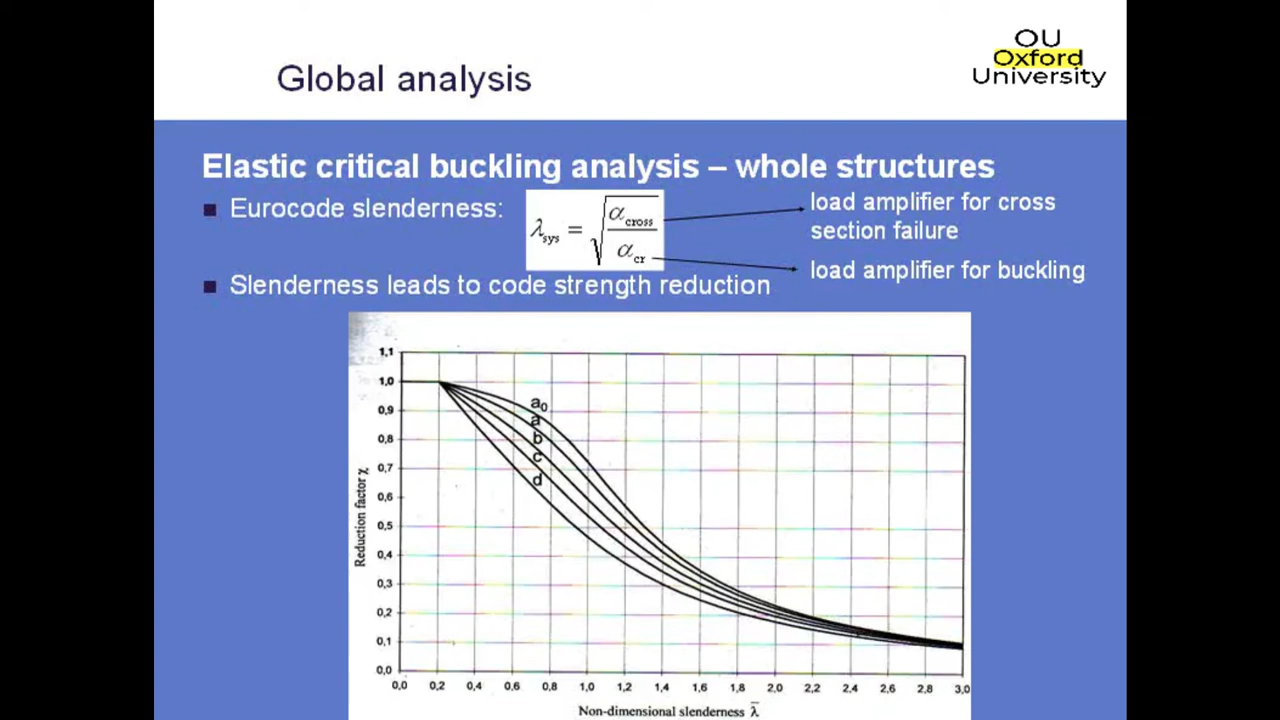 Global analysis
OU
Oxford
University
Elastic critical buckling analysis – whole structures
■ Eurocode slenderness:
λsys = √(αcross / αcr)
load amplifier for cross
section failure
load amplifier for buckling
■ Slenderness leads to code strength reduction
1,1
1,0
0,9
0,8
0,7
0,6
0,5
0,4
0,3
0,2
0,1
0,0
Reduction factor χ
a₀
a
b
c
d
0,0 0,2 0,4 0,6 0,8 1,0 1,2 1,4 1,6 1,8 2,0 2,2 2,4 2,6 2,8 3,0
Non-dimensional slenderness λ̄